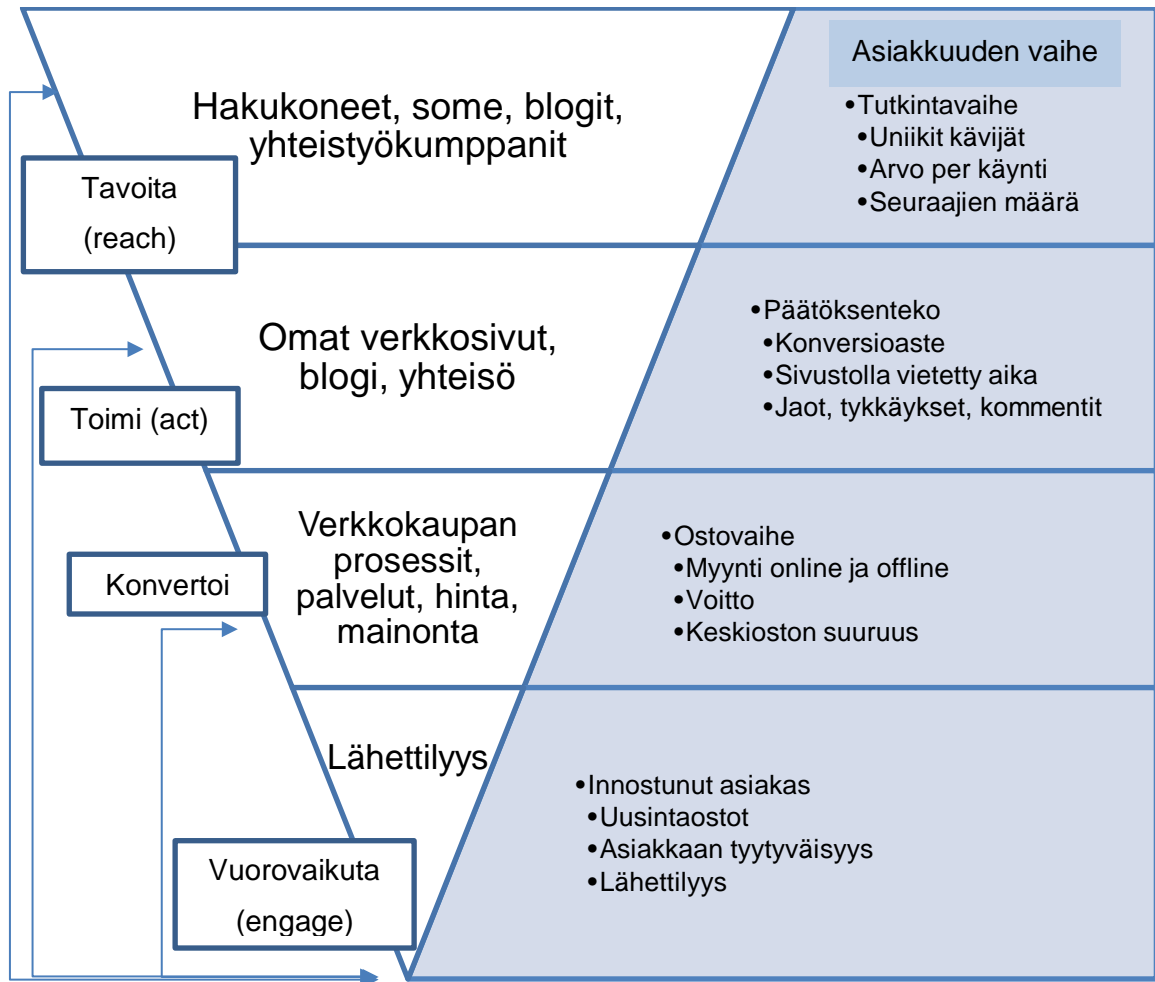 Asiakkuuden vaihe
Hakukoneet, some, blogit,
yhteistyökumppanit
•Tutkintavaihe
•Uniikit kävijät
•Arvo per käynti
•Seuraajien määrä
Tavoita
(reach)
Omat verkkosivut,
blogi, yhteisö
•Päätöksenteko
•Konversioaste
•Sivustolla vietetty aika
•Jaot, tykkäykset, kommentit
Toimi (act)
Verkkokaupan
prosessit,
palvelut, hinta,
mainonta
•Ostovaihe
•Myynti online ja offline
•Voitto
•Keskioston suuruus
Konvertoi
Lähettilyys
•Innostunut asiakas
•Uusintaostot
•Asiakkaan tyytyväisyys
•Lähettilyys
Vuorovaikuta
(engage)